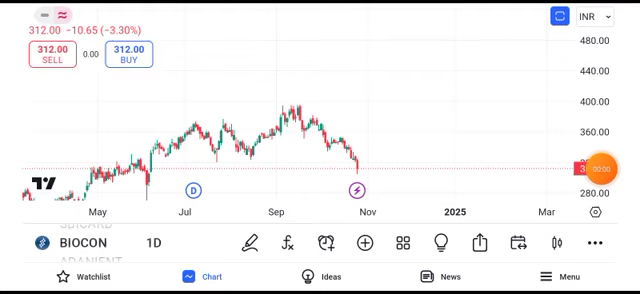 INR
312.00 −10.65 (−3.30%)
312.00
SELL
0.00
312.00
BUY
480.00
440.00
400.00
360.00
00:00
280.00
D
May
Jul
Sep
Nov
2025
Mar
SBICARD
BIOCON
1D
ADANIENT
Watchlist
Chart
Ideas
News
Menu